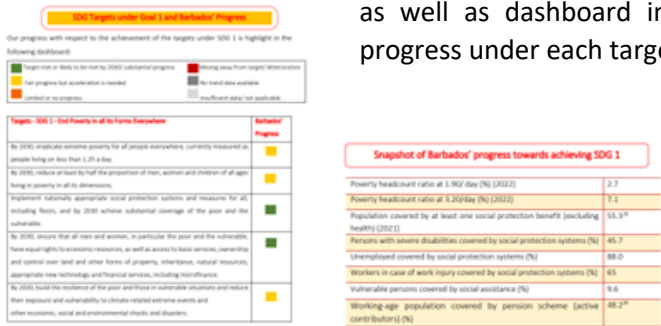 SDG Targets under Goal 1 and Barbados' Progress
Our progress with respect to the achievement of the targets under SDG 1 is highlight in the
following dashboard:
Target met or likely to be met by 2030/ substantial progress
Moving away from target/ deterioration
Fair progress but acceleration is needed
No trend data available
Limited or no progress
Insufficient data/ not applicable
Targets - SDG 1 - End Poverty in all its Forms Everywhere
Barbados'
Progress
By 2030, eradicate extreme poverty for all people everywhere, currently measured as
people living on less than 1.25 a day.
By 2030, reduce at least by half the proportion of men, women and children of all ages
living in poverty in all its dimensions.
Implement nationally appropriate social protection systems and measures for all,
including floors, and by 2030 achieve substantial coverage of the poor and the
vulnerable.
By 2030, ensure that all men and women, in particular the poor and the vulnerable,
have equal rights to economic resources, as well as access to basic services, ownership
and control over land and other forms of property, inheritance, natural resources,
appropriate new technology and financial services, including microfinance.
By 2030, build the resilience of the poor and those in vulnerable situations and reduce
their exposure and vulnerability to climate-related extreme events and
other economic, social and environmental shocks and disasters.
as well as dashboard
progress under each
Snapshot of Barbados' progress towards achieving SDG 1
Poverty headcount ratio at 1.90/ day (%) (2022) 2.7
Poverty headcount ratio at 3.20/day (%) (2022) 7.1
Population covered by at least one social protection benefit (excluding 55.3
health) (2021)
Persons with severe disabilities covered by social protection systems (%) 45.7
Unemployed covered by social protection systems (%) 88.0
Workers in case of work injury covered by social protection systems (%) 65
Vulnerable persons covered by social assistance (%) 9.6
Working-age population covered by pension scheme (active 48.2
contributors) (%)